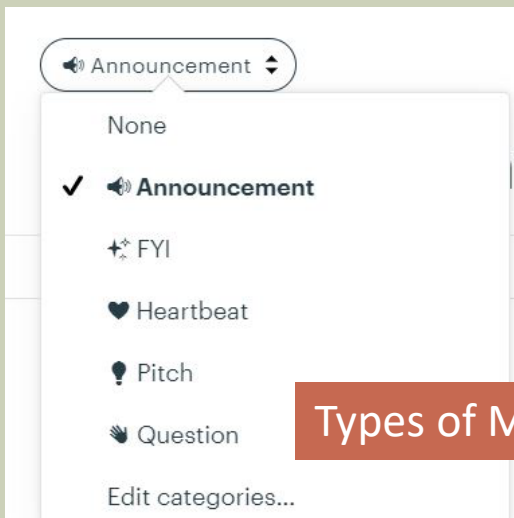 Announcement
None
Announcement
FYI
Heartbeat
Pitch
Question
Types of
Edit categories...